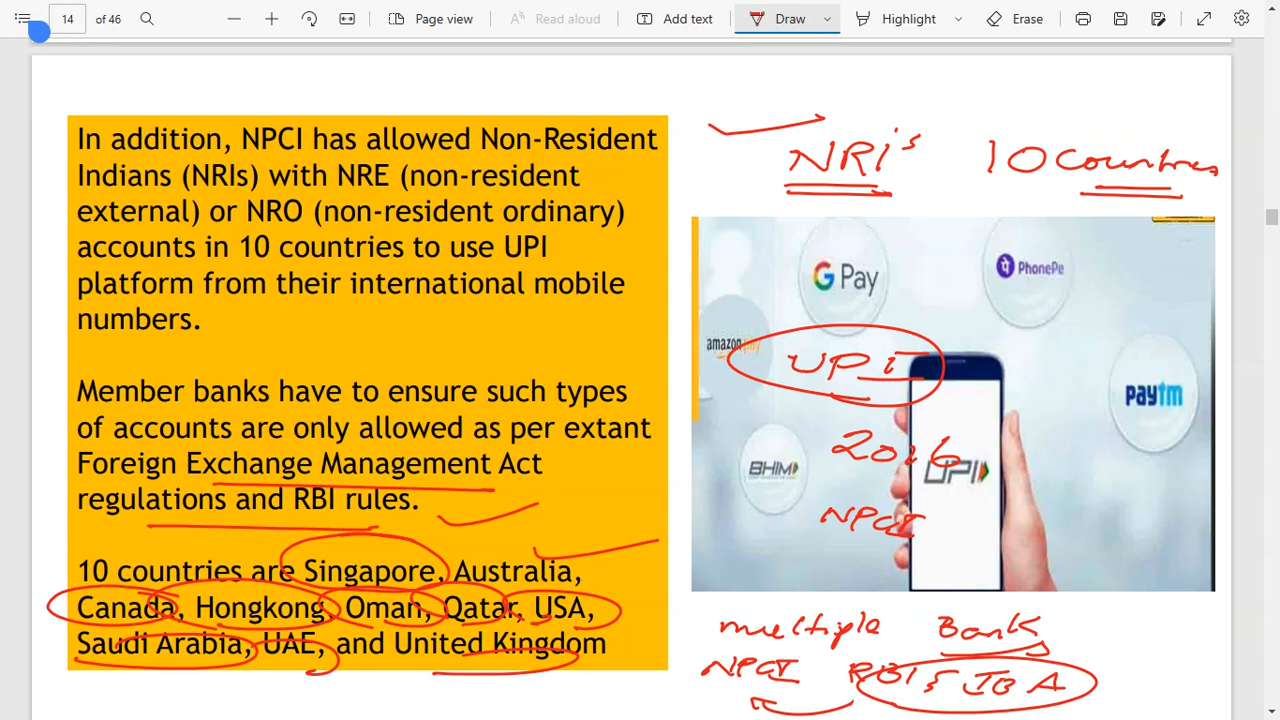 14
of 46
Page view
Read aloud
Add text
Draw
Highlight
Erase
In addition, NPCI has allowed Non-Resident
Indians (NRIs) with NRE (non-resident
external) or NRO (non-resident ordinary)
accounts in 10 countries to use UPI
platform from their international mobile
numbers.
Member banks have to ensure such types
of accounts are only allowed as per extant
Foreign Exchange Management Act
regulations and RBI rules.
10 countries are Singapore, Australia,
Canada, Hongkong, Oman, Qatar, USA,
Saudi Arabia, UAE, and United Kingdom
NRI's 10 Countries
G Pay
PhonePe
amazon pay
UPI
paytm
2016
BHIM
UPI
NPCI
multiple Bank
NPCI RBI & IBA